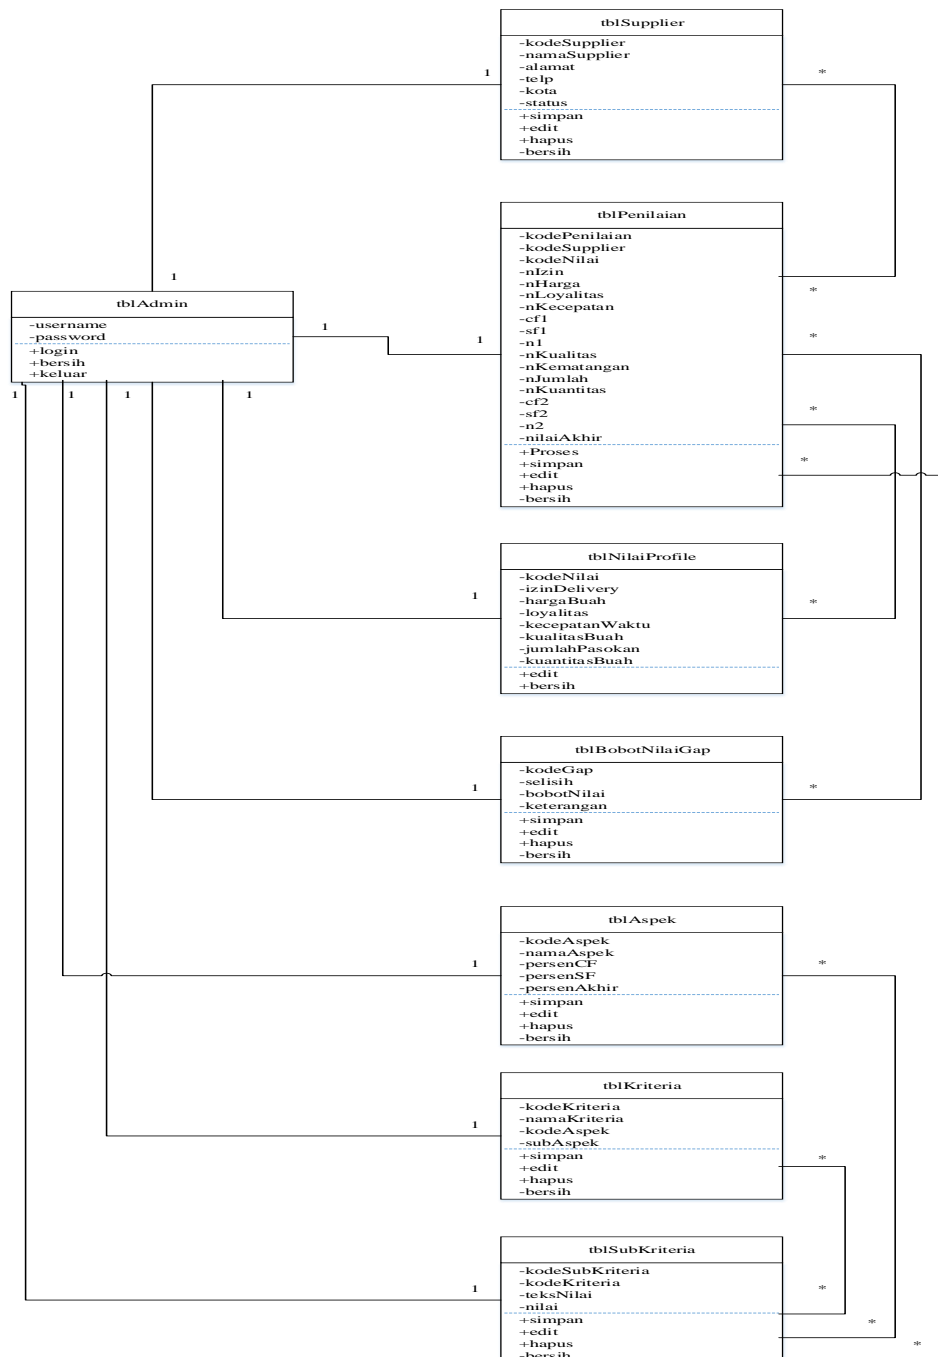 tblSupplier
-kodeSupplier
-namaSupplier
-alamat
-telp
-kota
-status
+simpan
+edit
+hapus
-bersih
1
*
1
tblPenilaian
-kodePenilaian
-kodeSupplier
-kodeNilai
-nIzin
-nHarga
-nLoyalitas
-nKecepatan
-cf1
-sf1
-n1
-nKualitas
-nKematangan
-nJumlah
-nKuantitas
-cf2
-sf2
-n2
-nilaiAkhir
+Proses
+simpan
+edit
+hapus
-bersih
*
*
*
*
tblAdmin
-username
-password
+login
+bersih
+keluar
1
1
1
1
1
1
tblNilaiProfile
-kodeNilai
-izinDelivery
-hargaBuah
-loyalitas
-kecepatanWaktu
-kualitasBuah
-jumlahPasokan
-kuantitasBuah
+edit
+bersih
1
*
tblBobotNilaiGap
-kodeGap
-selisih
-bobotNilai
-keterangan
+simpan
+edit
+hapus
-bersih
1
*
tblAspek
-kodeAspek
-namaAspek
-persenCF
-persenSF
-persenAkhir
+simpan
+edit
+hapus
-bersih
1
*
tblKriteria
-kodeKriteria
-namaKriteria
-kodeAspek
-subAspek
+simpan
+edit
+hapus
-bersih
1
*
tblSubKriteria
-kodeSubKriteria
-kodeKriteria
-teksNilai
-nilai
+simpan
+edit
+hapus
-bersih
1
*
*
*